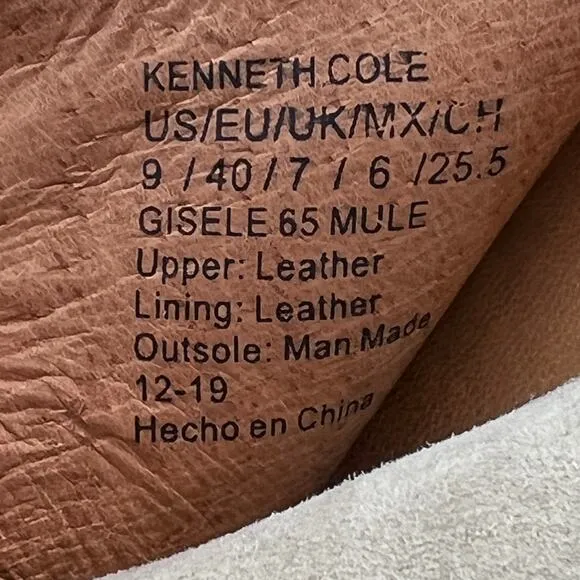 KENNETH COLE
US/EU/UK/MX/CH
9 / 40 / 7 / 6 / 25.5
GISELE 65 MULE
Upper: Leather
Lining: Leather
Outsole: Man Made
12-19
Hecho en China